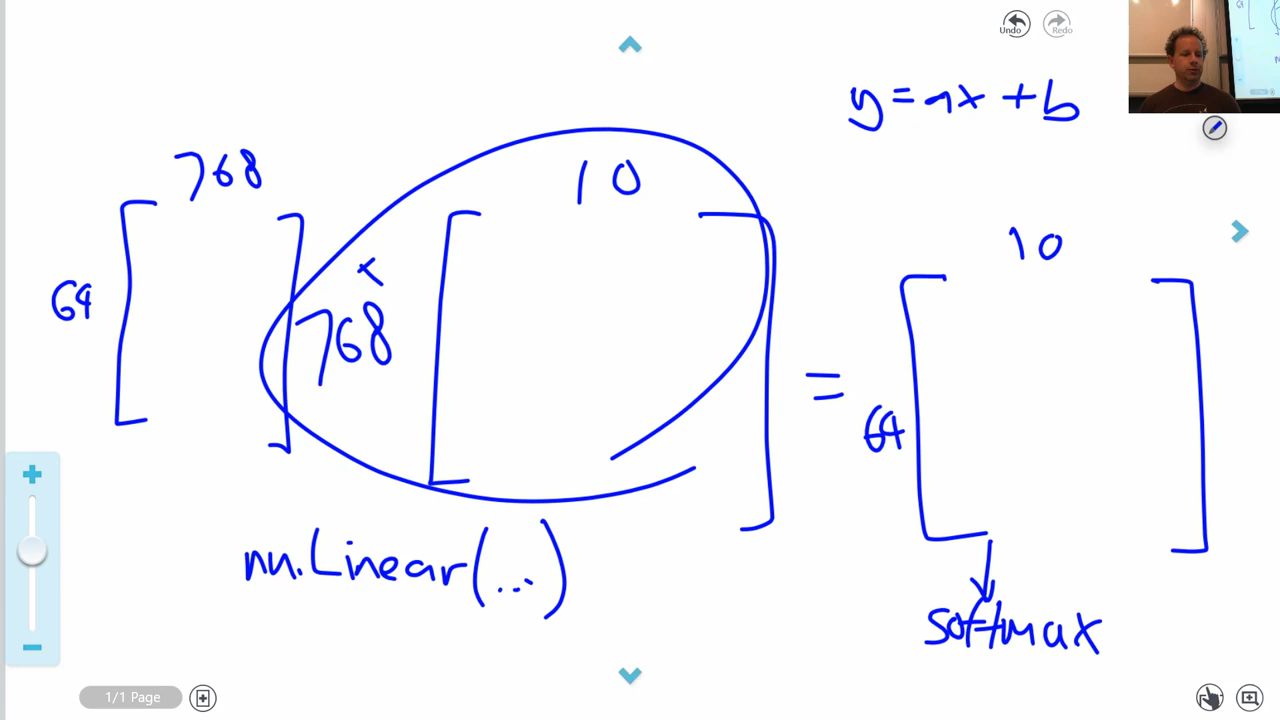 Undo
Redo
y = ax + b
768
10
10
64
x
768
=
64
nn.Linear(...)
softmax
1/1 Page